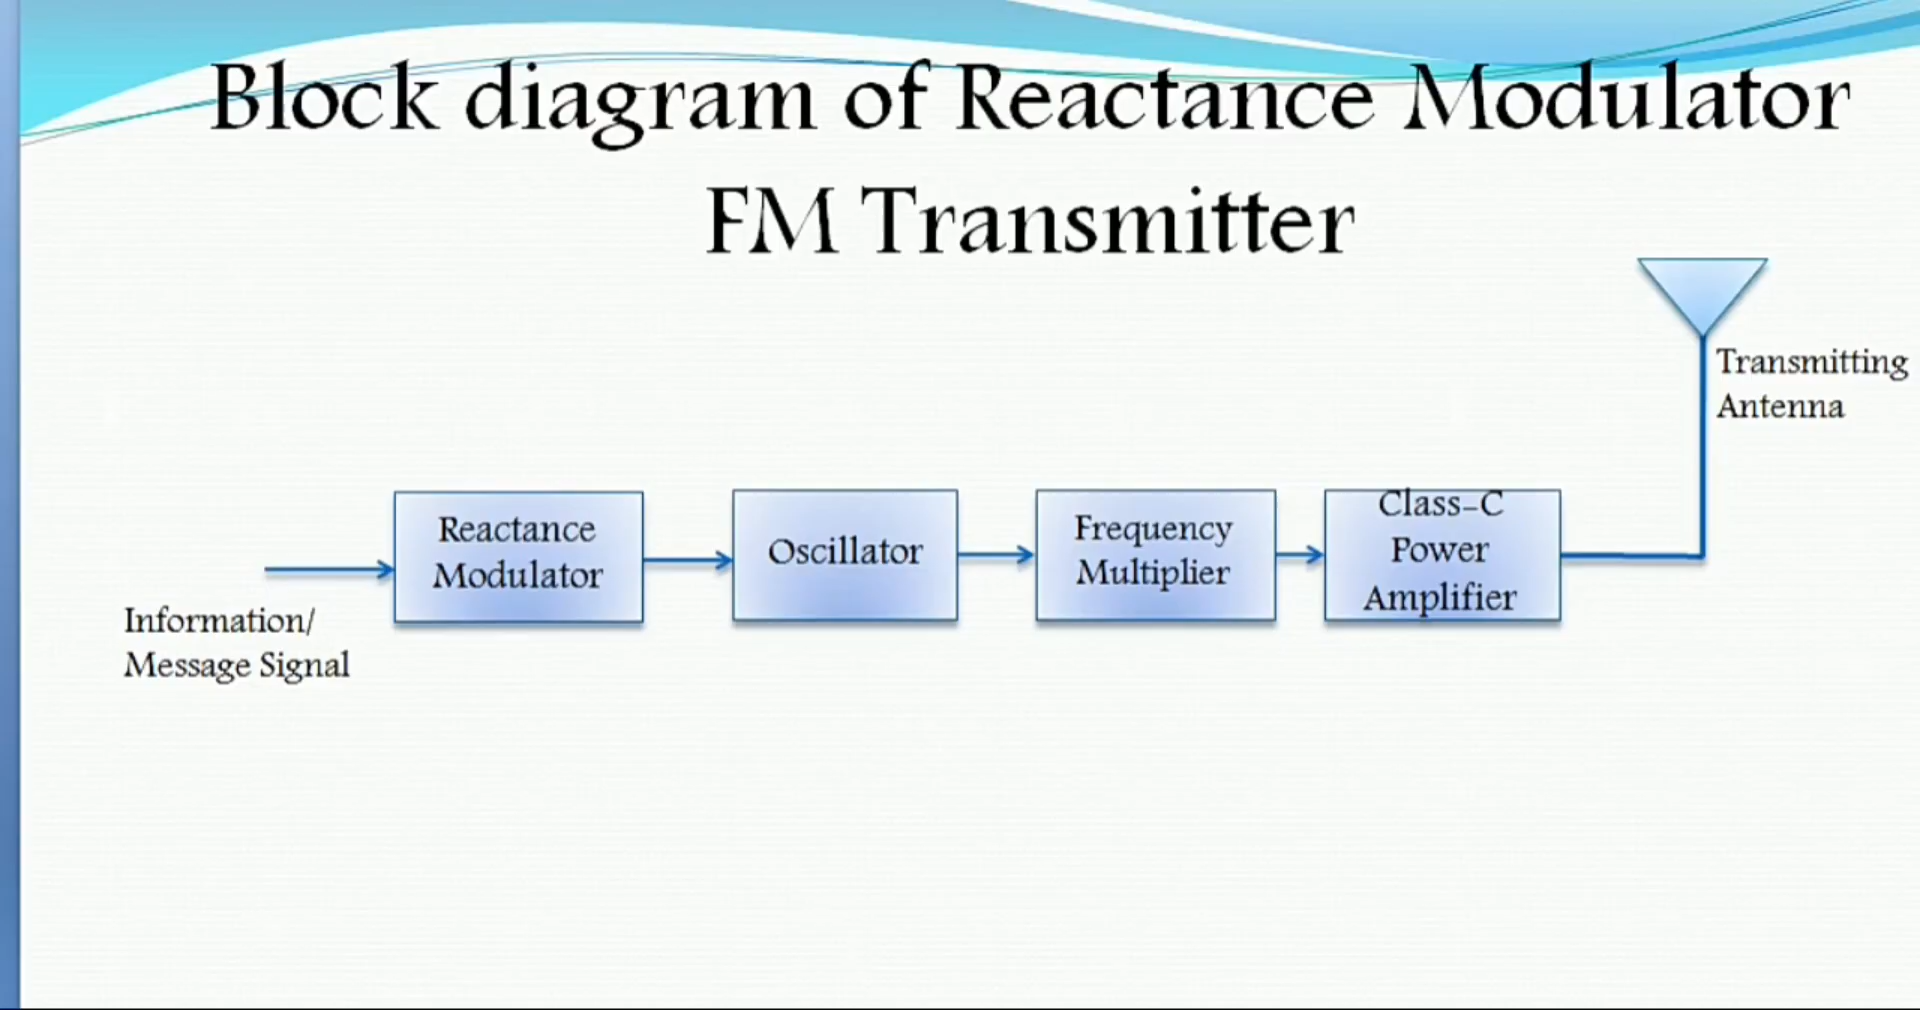 Block diagram of Reactance Modulator
FM Transmitter
Transmitting
Antenna
Reactance
Modulator
Oscillator
Frequency
Multiplier
Class-C
Power
Amplifier
Information/
Message Signal